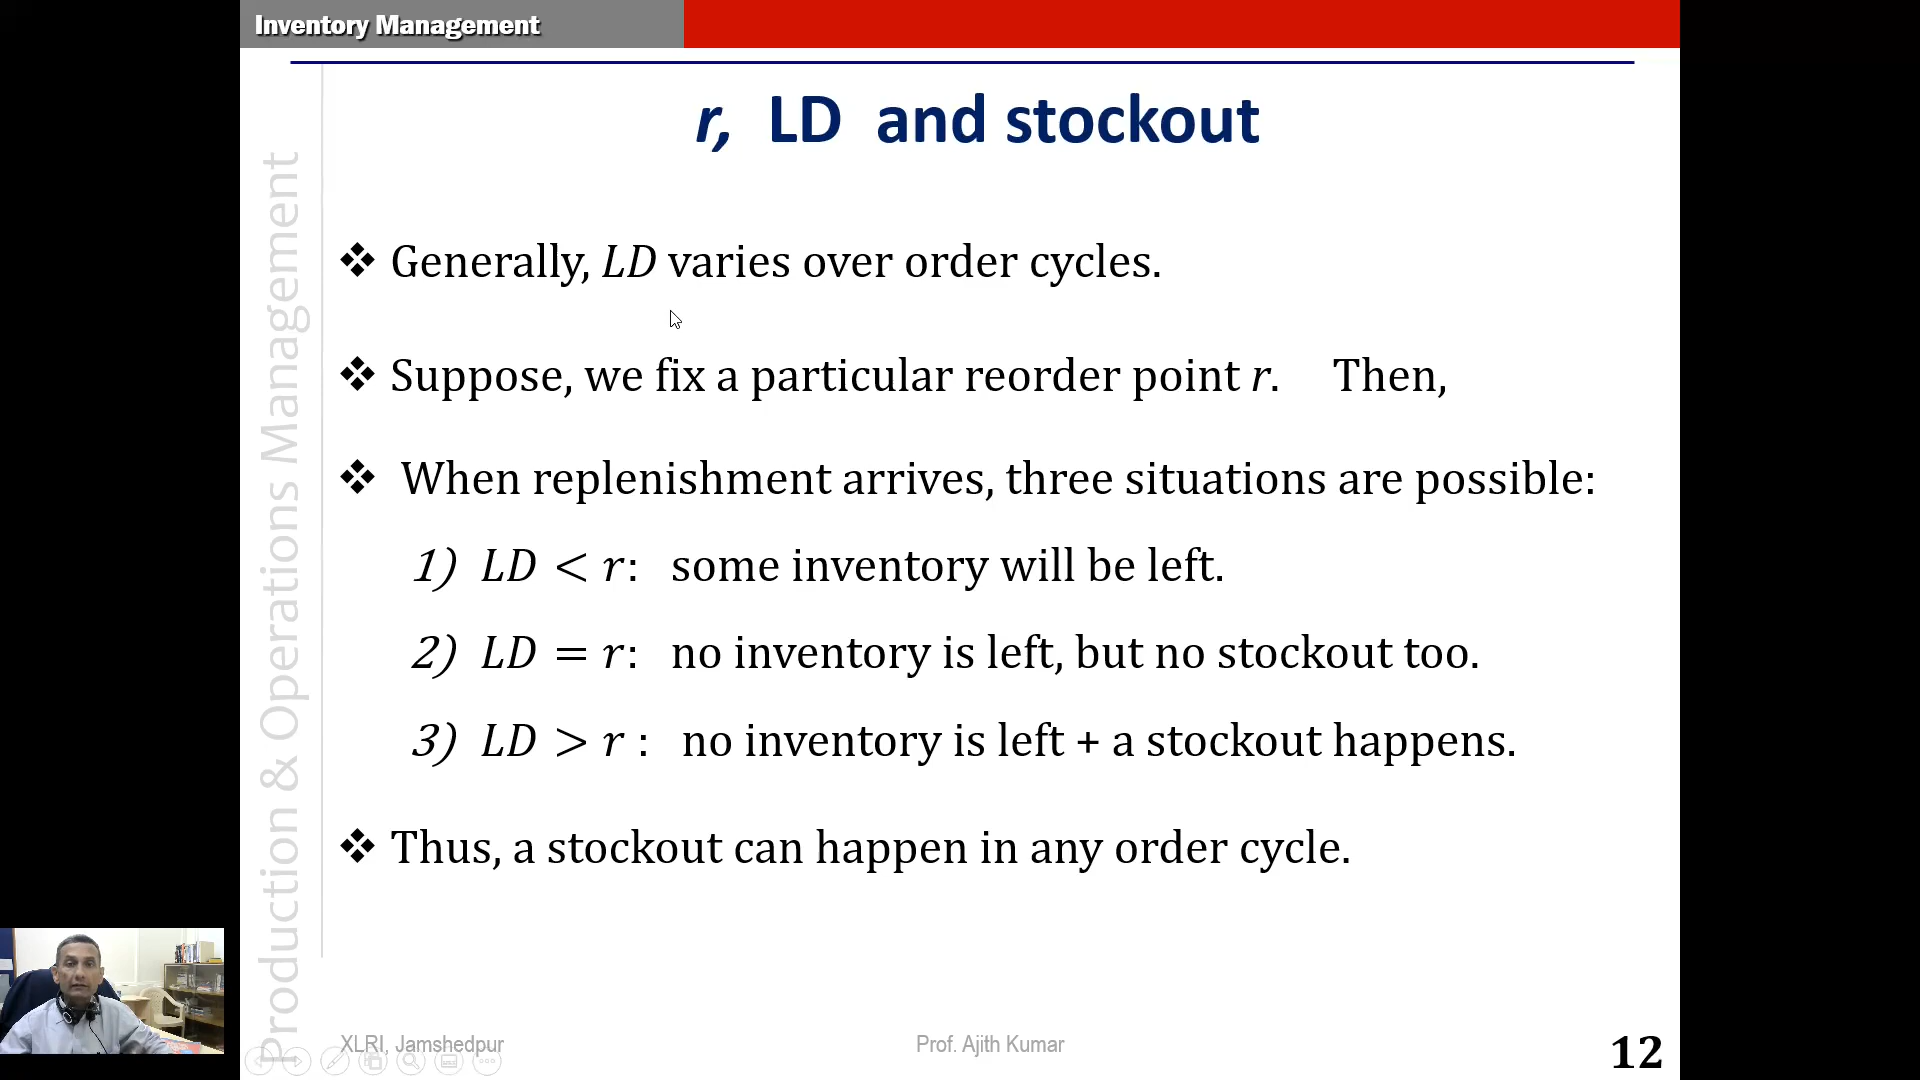 Inventory Management
r, LD and stockout
Production & Operations Management
❖ Generally, LD varies over order cycles.
❖ Suppose, we fix a particular reorder point r. Then,
❖ When replenishment arrives, three situations are possible:
1) LD < r: some inventory will be left.
2) LD = r: no inventory is left, but no stockout too.
3) LD > r : no inventory is left + a stockout happens.
❖ Thus, a stockout can happen in any order cycle.
XLRI, Jamshedpur
Prof. Ajith Kumar
12